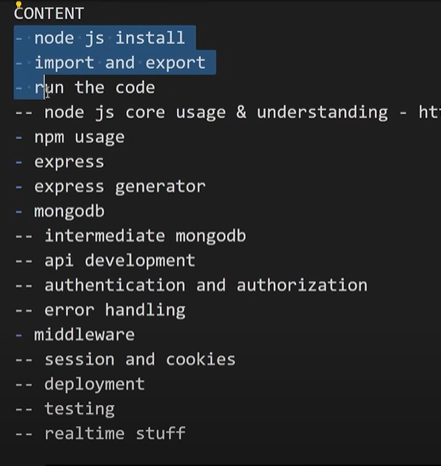 CONTENT
- node js install
- import and export
- run the code
-- node js core usage & understanding - ht
- npm usage
- express
- express generator
- mongodb
-- intermediate mongodb
-- api development
-- authentication and authorization
-- error handling
- middleware
-- session and cookies
-- deployment
-- testing
-- realtime stuff